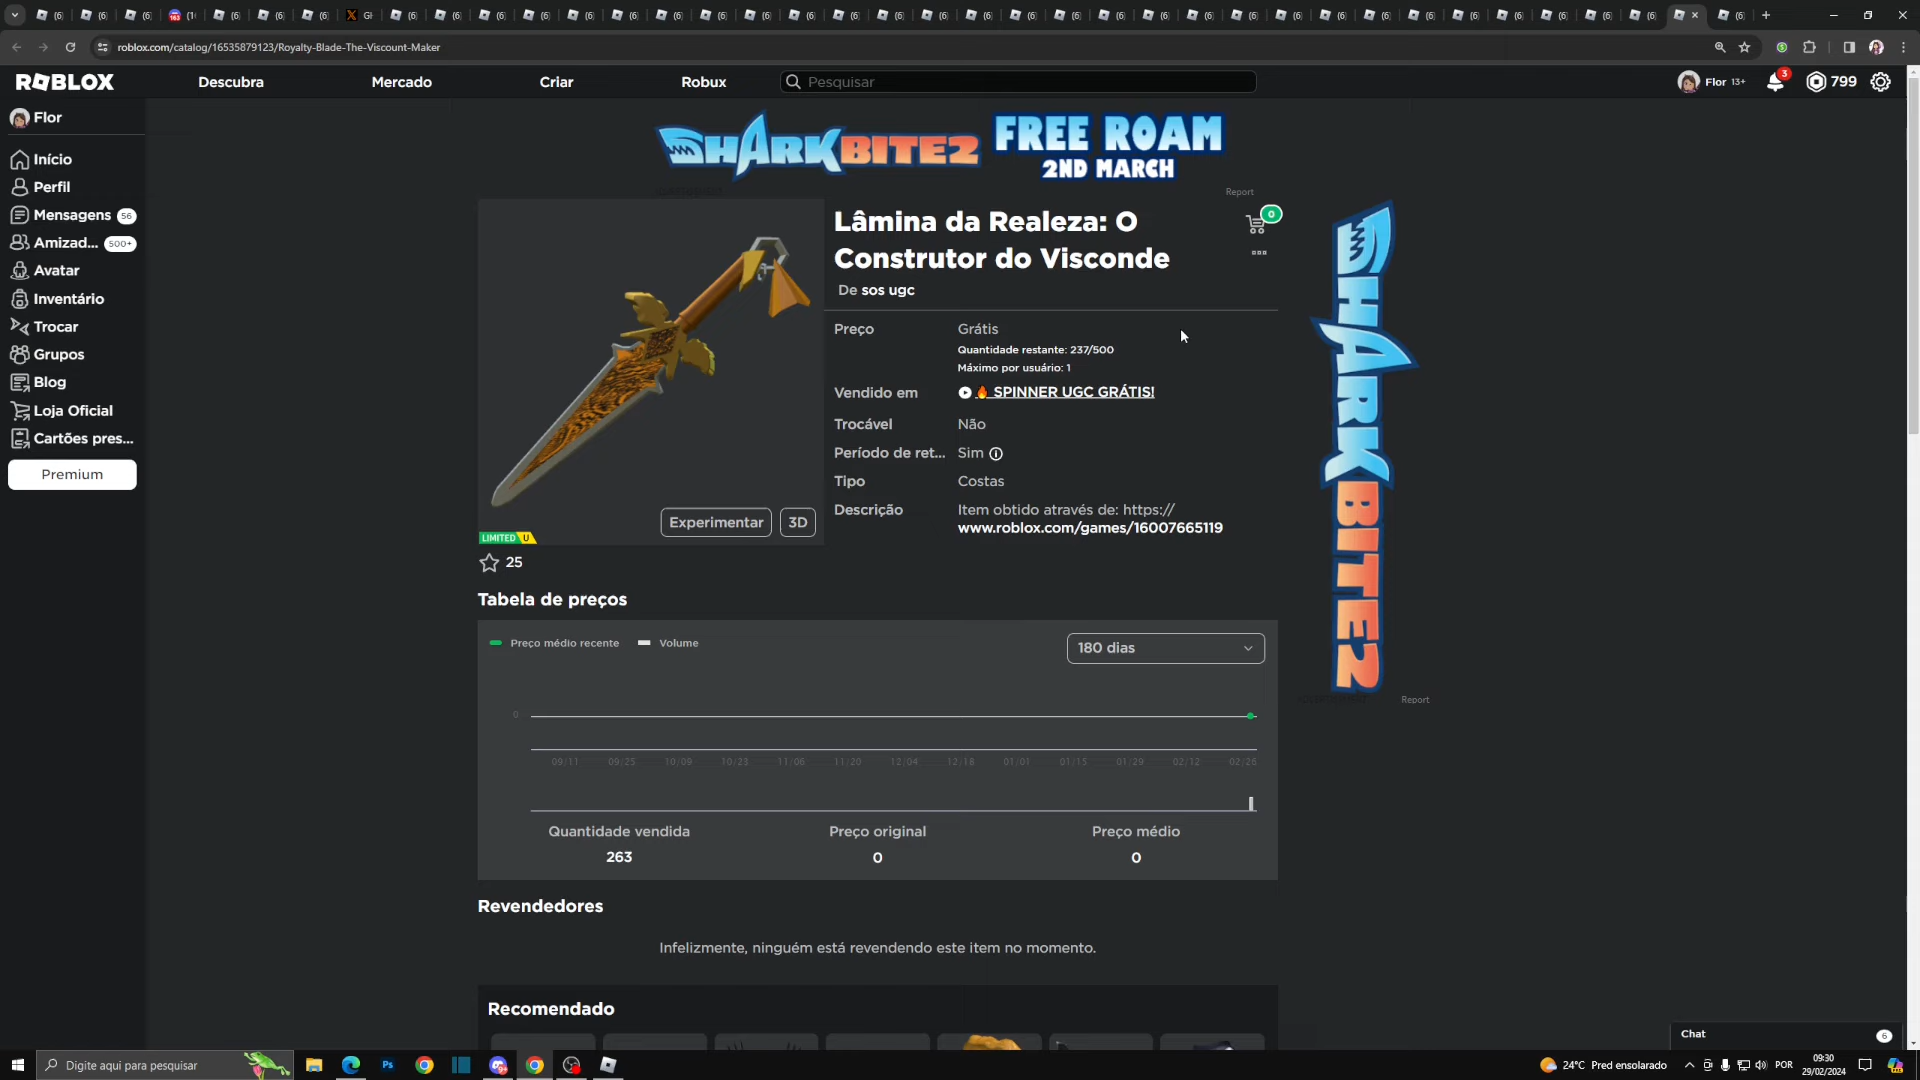 roblox.com/catalog/16535879123/Royalty-Blade-The-Viscount-Maker
ROBLOX
Descubra
Mercado
Criar
Robux
Pesquisar
Flor 13+
3
799
Flor
Início
Perfil
Mensagens 56
Amizad... 500+
Avatar
Inventário
Trocar
Grupos
Blog
Loja Oficial
Cartões pres...
Premium
SHARKBITE2 FREE ROAM
2ND MARCH
Report
Lâmina da Realeza: O
Construtor do Visconde
0
De sos ugc
Preço Grátis
Quantidade restante: 237/500
Máximo por usuário: 1
Vendido em 🔥 SPINNER UGC GRÁTIS!
Trocável Não
Período de ret... Sim
Tipo Costas
Descrição Item obtido através de: https://
www.roblox.com/games/16007665119
Experimentar 3D
LIMITED U
25
SHARKBITE2
Report
Tabela de preços
Preço médio recente Volume
180 dias
0
09/11 09/25 10/09 10/23 11/06 11/20 12/04 12/18 01/01 01/15 01/29 02/12 02/26
Quantidade vendida Preço original Preço médio
263 0 0
Revendedores
Infelizmente, ninguém está revendendo este item no momento.
Recomendado
Chat 6
Digite aqui para pesquisar
Ps
24°C Pred ensolarado
POR
09:30
29/02/2024